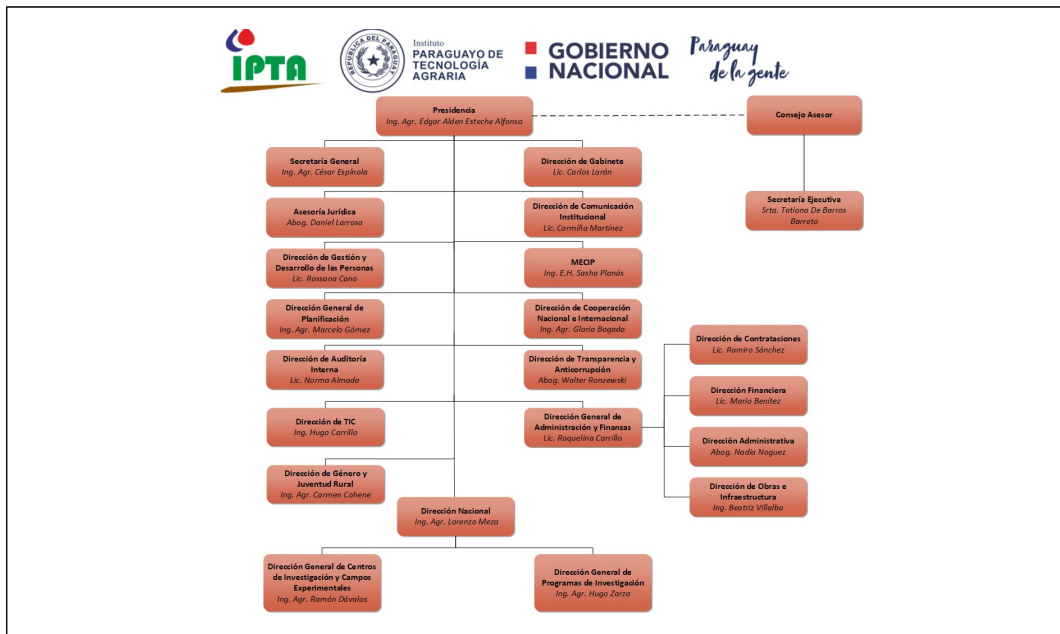 IPTA
REPUBLICA DEL PARAGUAY
Instituto
PARAGUAYO DE
TECNOLOGÍA
AGRARIA
GOBIERNO
NACIONAL
Paraguay
de la gente
Presidencia
Ing. Agr. Edgar Alden Esteche Alfonso
Consejo Asesor
Secretaría General
Ing. Agr. César Espínola
Dirección de Gabinete
Lic. Carlos Larán
Secretaría Ejecutiva
Srta. Tatiana De Barros
Barreto
Asesoría Jurídica
Abog. Daniel Larrosa
Dirección de Comunicación
Institucional
Lic. Carmiña Martínez
Dirección de Gestión y
Desarrollo de las Personas
Lic. Rossana Cano
MECIP
Ing. E.H. Sasha Planás
Dirección General de
Planificación
Ing. Agr. Marcelo Gómez
Dirección de Cooperación
Nacional e Internacional
Ing. Agr. Gloria Bogado
Dirección de Contrataciones
Lic. Ramiro Sánchez
Dirección de Auditoría
Interna
Lic. Norma Almada
Dirección de Transparencia y
Anticorrupción
Abog. Walter Ranzewski
Dirección Financiera
Lic. Maria Benítez
Dirección de TIC
Ing. Hugo Carrillo
Dirección General de
Administración y Finanzas
Lic. Raquelina Carrillo
Dirección Administrativa
Abog. Nadia Noguez
Dirección de Género y
Juventud Rural
Ing. Agr. Carmen Cohene
Dirección de Obras e
Infraestructura
Ing. Beatriz Villalba
Dirección Nacional
Ing. Agr. Lorenzo Meza
Dirección General de Centros
de Investigación y Campos
Experimentales
Ing. Agr. Ramón Dávalos
Dirección General de
Programas de Investigación
Ing. Agr. Hugo Zarza